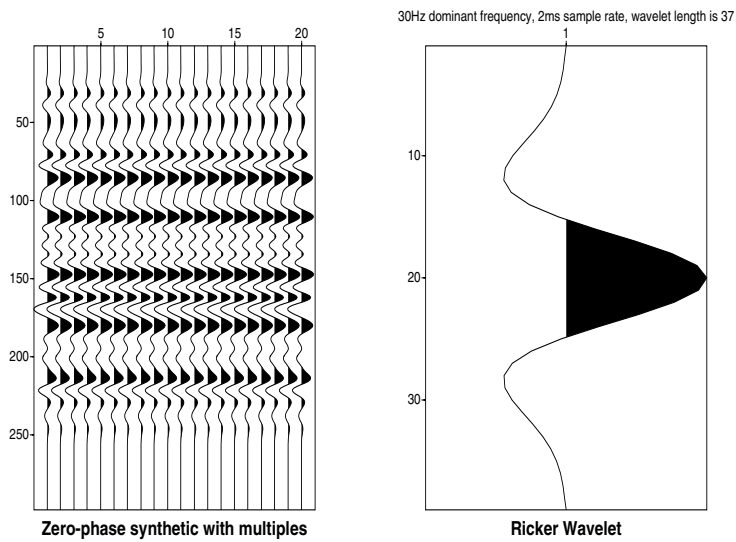 30Hz dominant frequency, 2ms sample rate, wavelet length is 37
5 10 15 20
50
100
150
200
250
Zero-phase synthetic with multiples
1
10
20
30
Ricker Wavelet